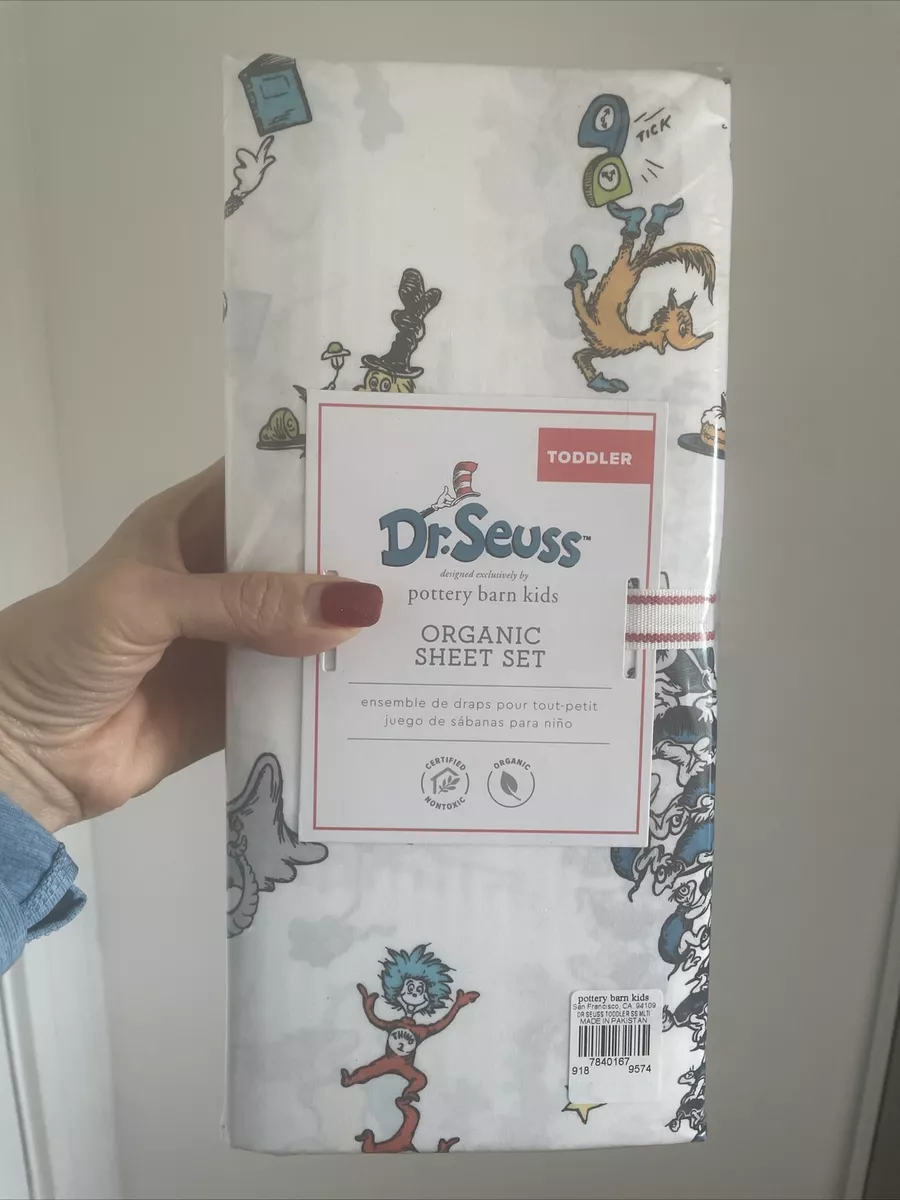 TICK
TODDLER
Dr. Seuss™
designed exclusively by
pottery barn kids
ORGANIC
SHEET SET
ensemble de draps pour tout-petit
juego de sábanas para niño
CERTIFIED
NONTOXIC
ORGANIC
THING
2
pottery barn kids
San Francisco, CA 94109
DR SEUSS TODDLER SS MLTI
MADE IN PAKISTAN
7840167
918 9574